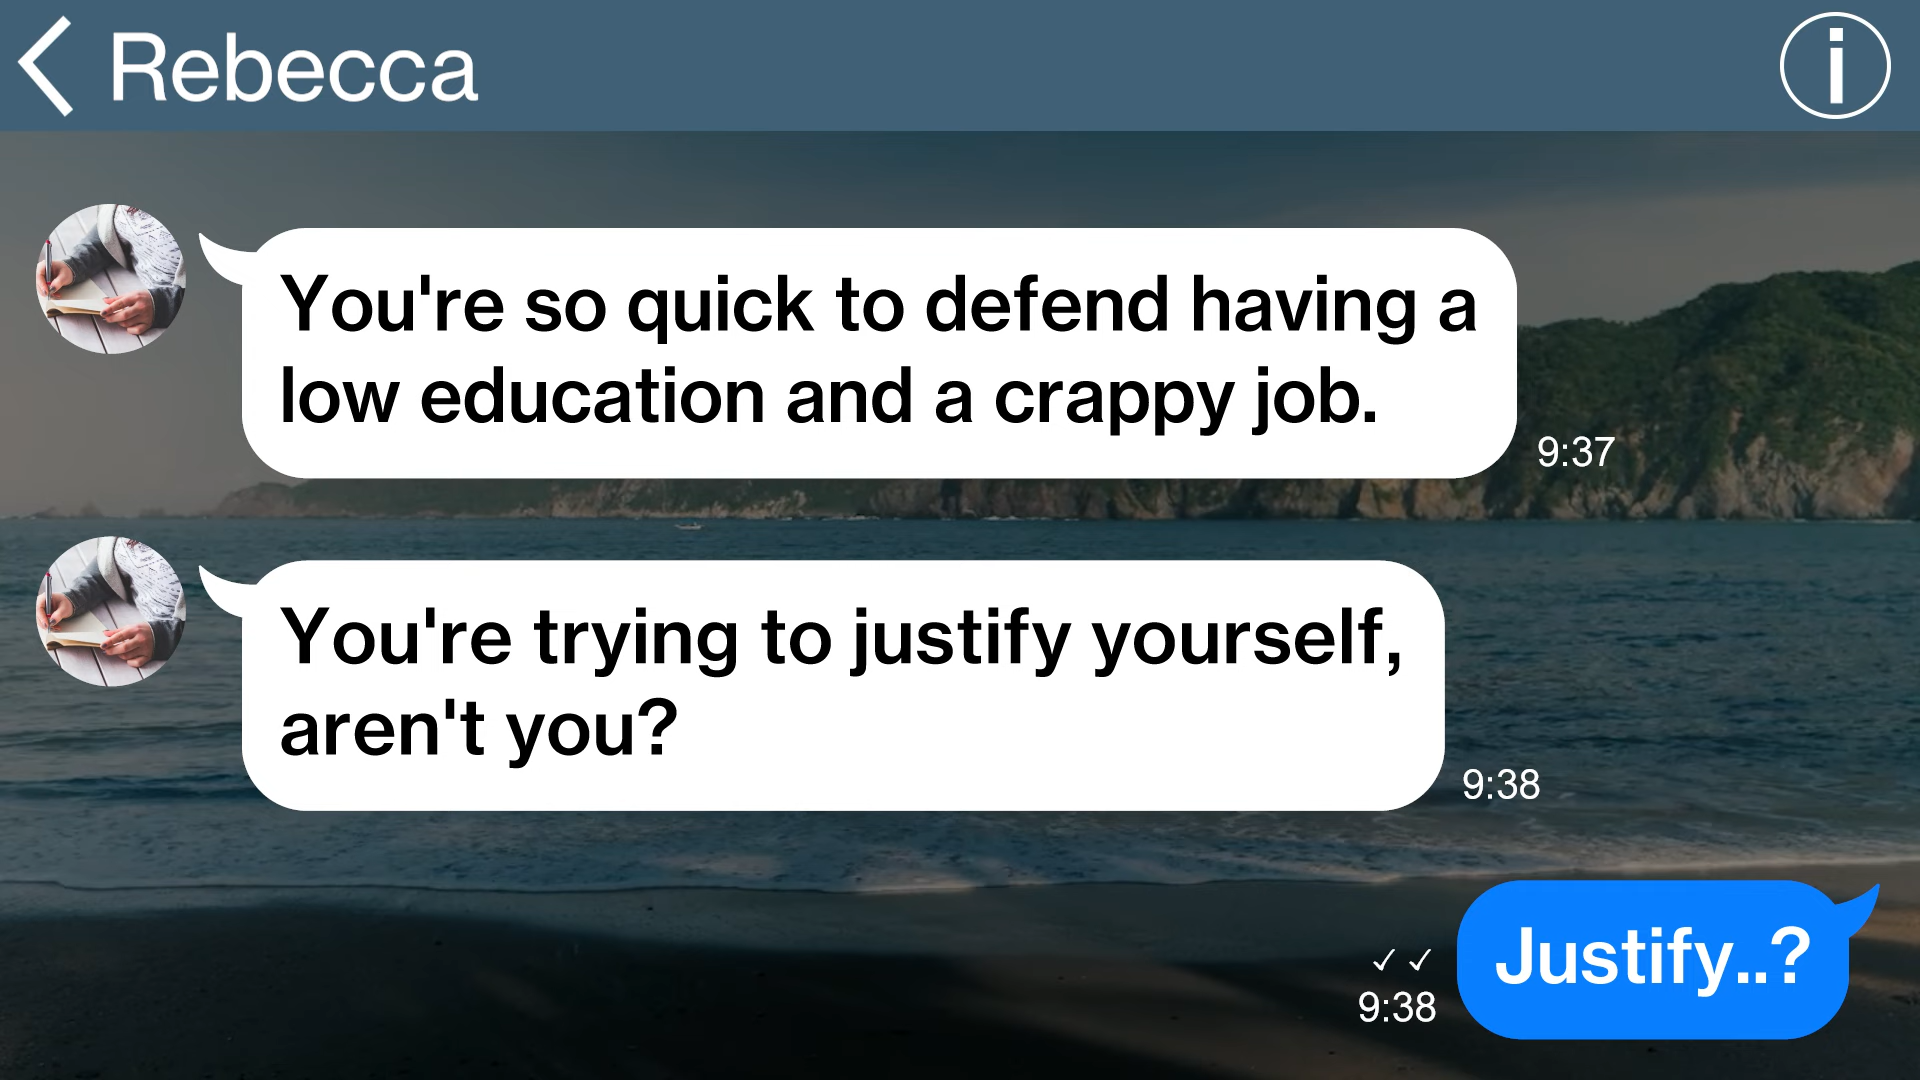 Rebecca
You're so quick to defend having a
low education and a crappy job.
9:37
You're trying to justify yourself,
aren't you?
9:38
Justify..?
✓ ✓
9:38